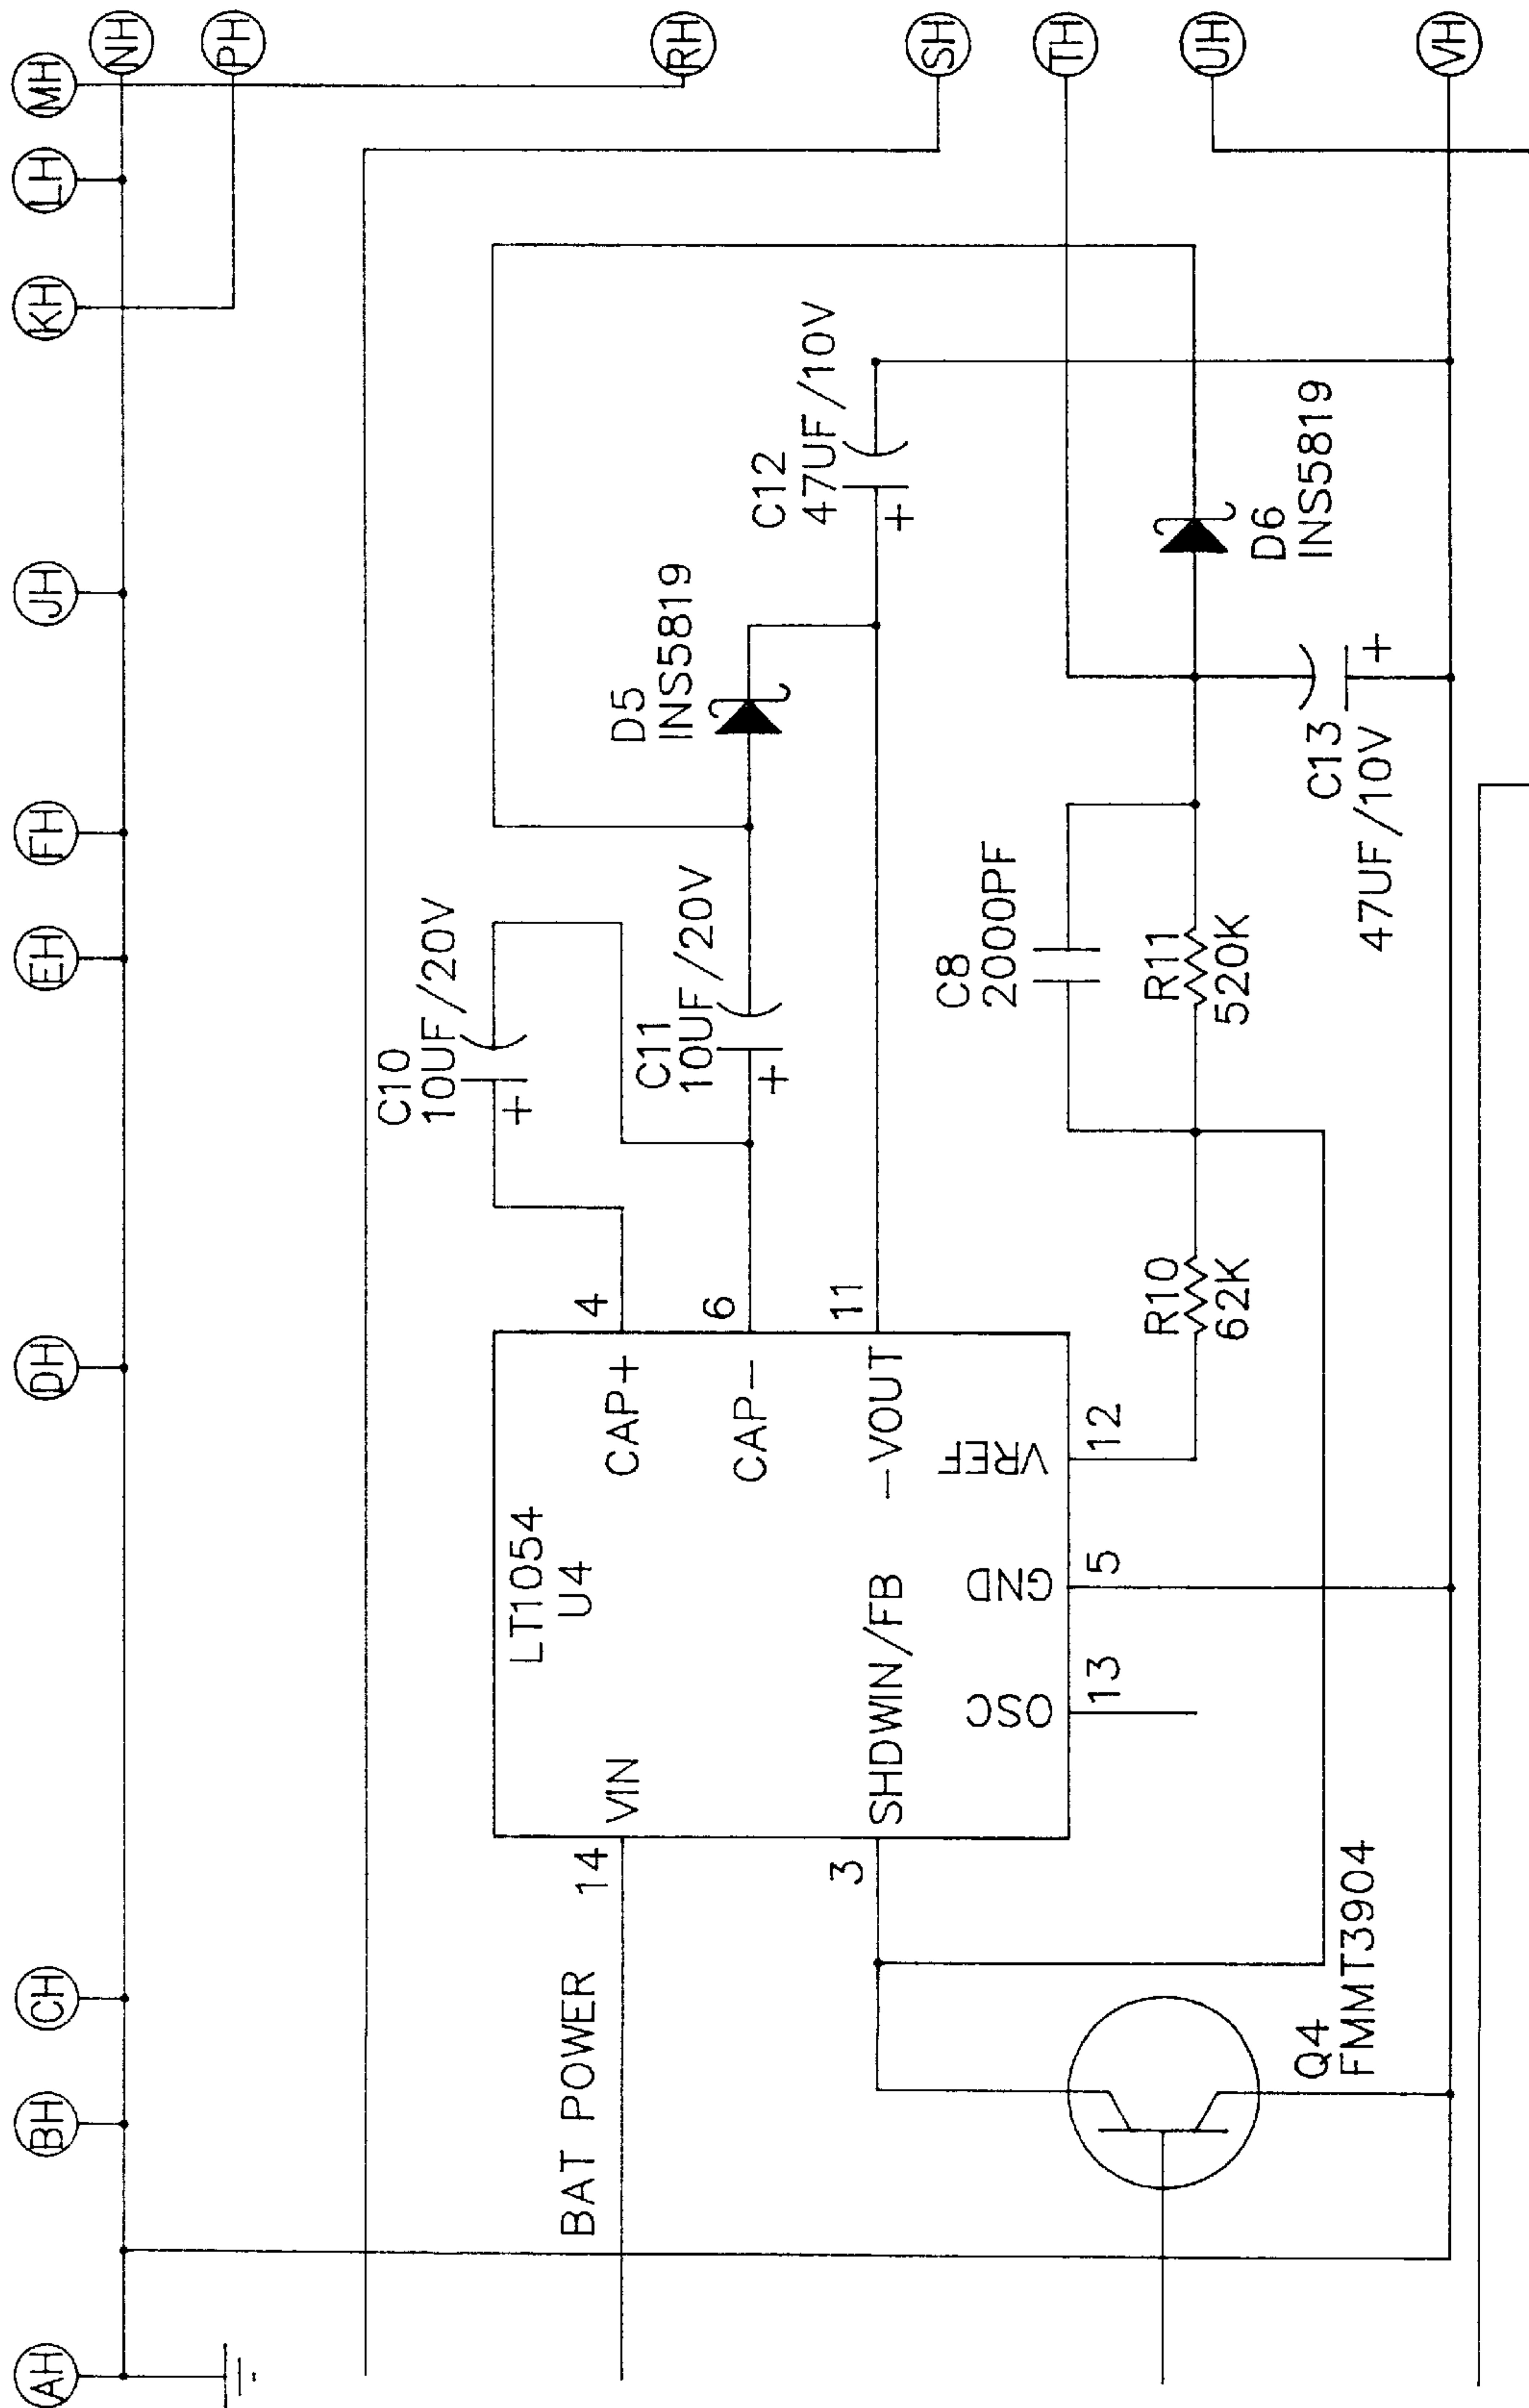 AH
BH
CH
DH
EH
FH
JH
KH
LH
MH
NH
PH
RH
SH
TH
UH
VH
BAT POWER
14
3
LT1054
U4
VIN
SHDWIN/FB
CAP+
CAP-
-VOUT
OSC
GND
VREF
13
5
12
4
6
11
C10
10UF/20V
+
C11
10UF/20V
+
D5
INS5819
C12
47UF/10V
+
C8
2000PF
R10
62K
R11
520K
D6
INS5819
C13
47UF/10V
+
Q4
FMMT3904